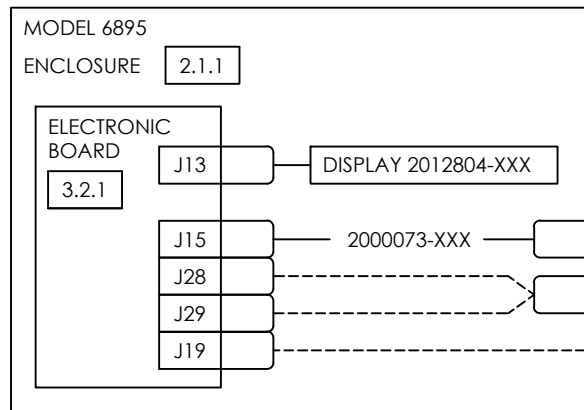 MODEL 6895
ENCLOSURE 2.1.1
ELECTRONIC
BOARD
3.2.1
J13 DISPLAY 2012804-XXX
J15 2000073-XXX
J28
J29
J19